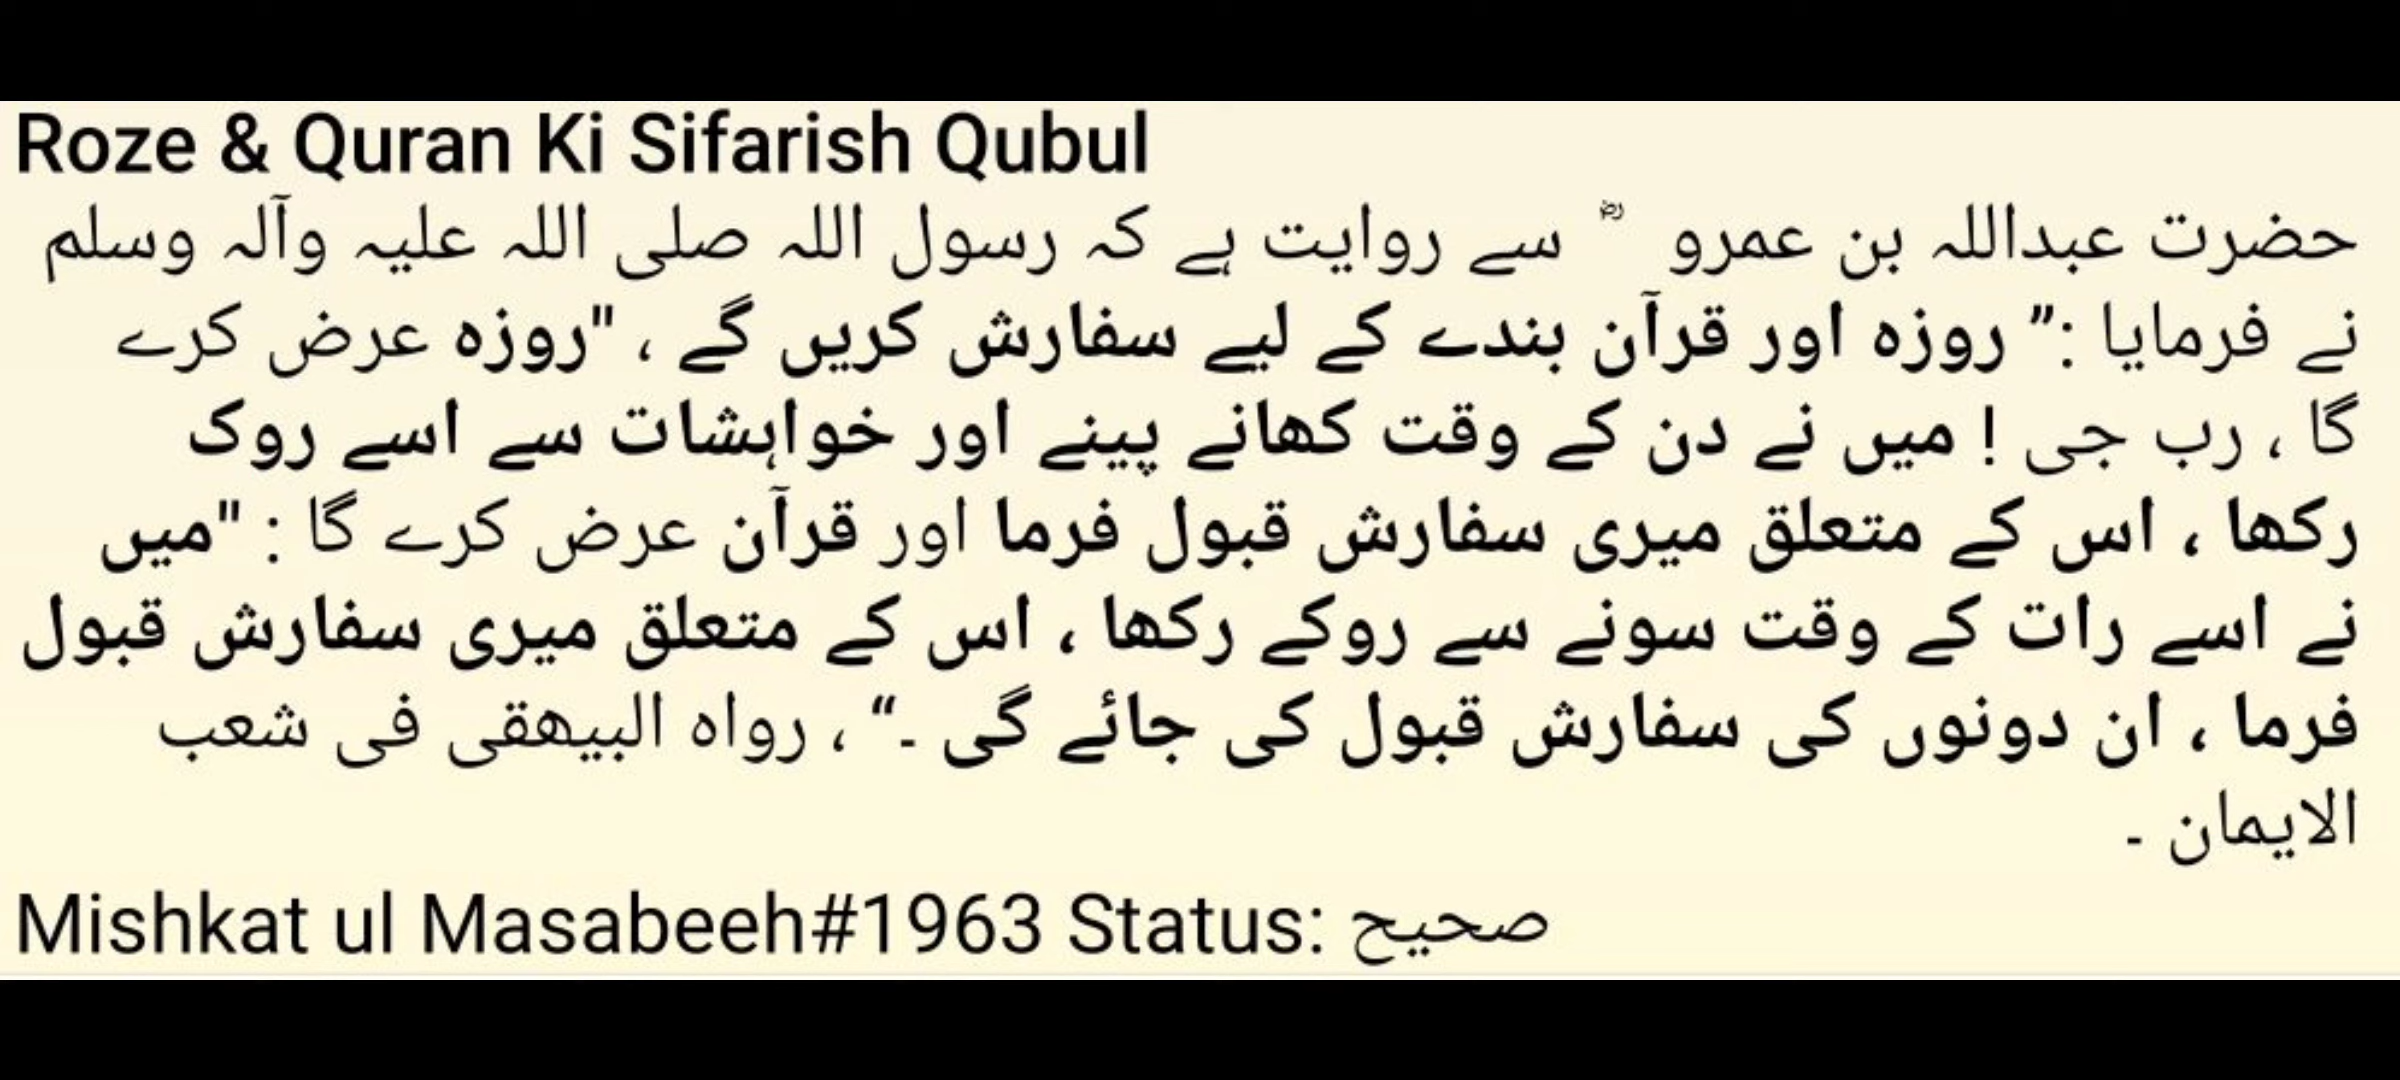 Roze & Quran Ki Sifarish Qubul
حضرت عبداللہ بن عمرو ؓ سے روایت ہے کہ رسول اللہ صلی اللہ علیہ وآلہ وسلم
نے فرمایا :” روزہ اور قرآن بندے کے لیے سفارش کریں گے ، "روزہ عرض کرے
گا ، رب جی ! میں نے دن کے وقت کھانے پینے اور خواہشات سے اسے روک
رکھا ، اس کے متعلق میری سفارش قبول فرما اور قرآن عرض کرے گا : "میں
نے اسے رات کے وقت سونے سے روکے رکھا ، اس کے متعلق میری سفارش قبول
فرما ، ان دونوں کی سفارش قبول کی جائے گی ۔“ ، رواہ البیھقی فی شعب
الایمان ۔
Mishkat ul Masabeeh#1963 Status: صحیح